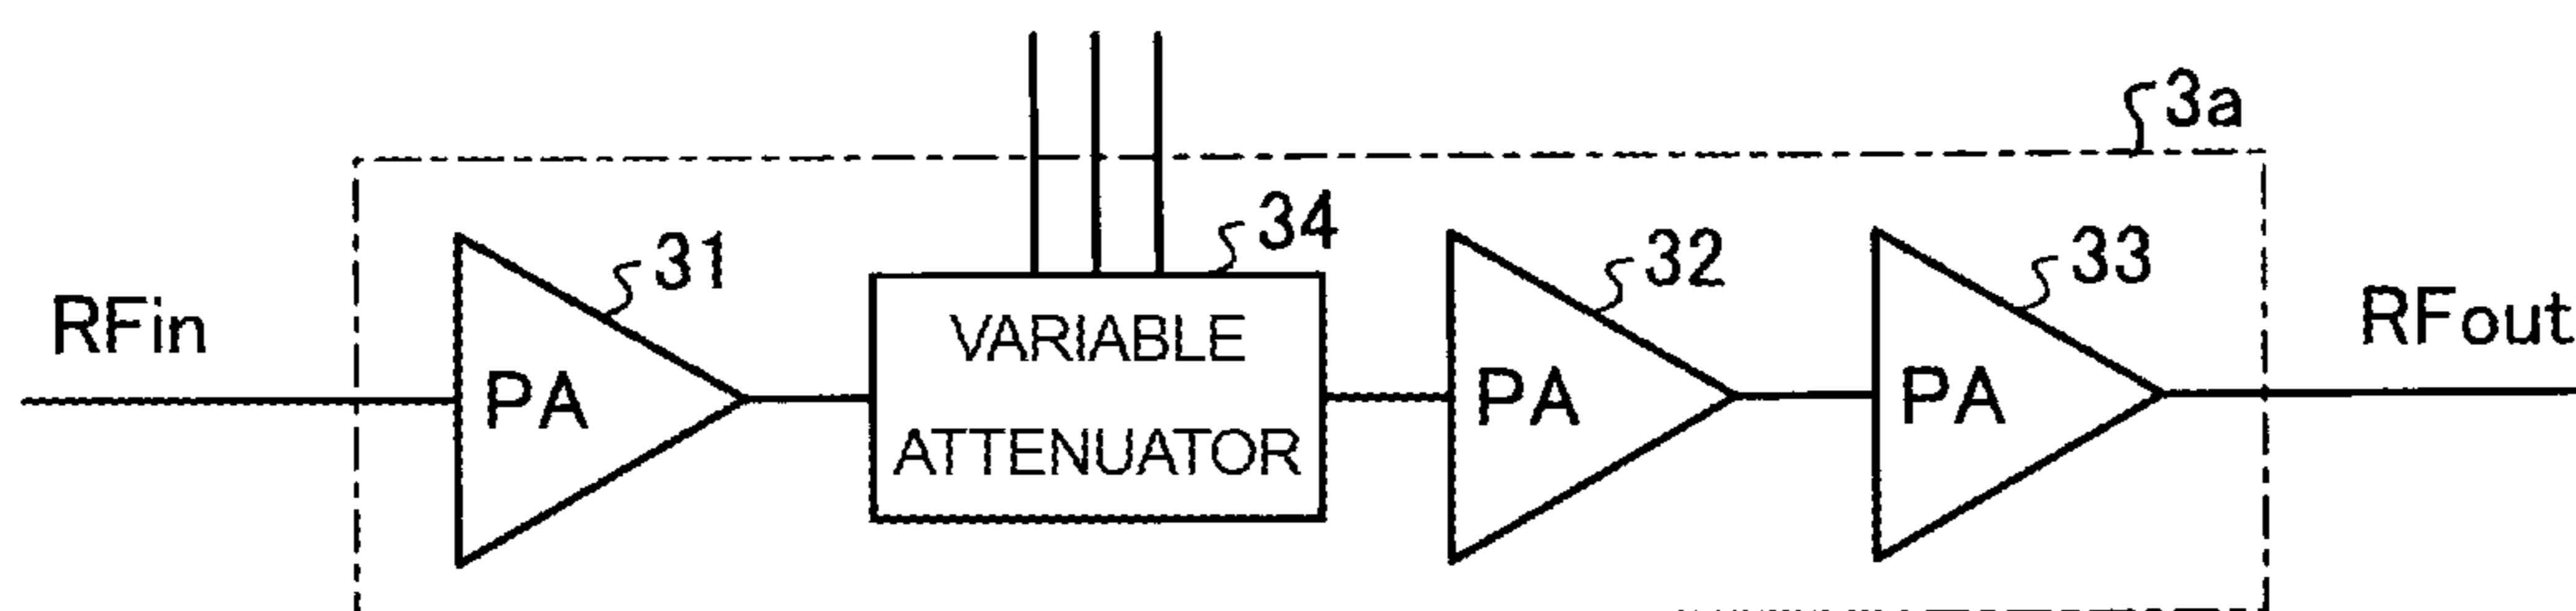 3a
34
31
32
33
RFin
RFout
PA
VARIABLE
ATTENUATOR
PA
PA